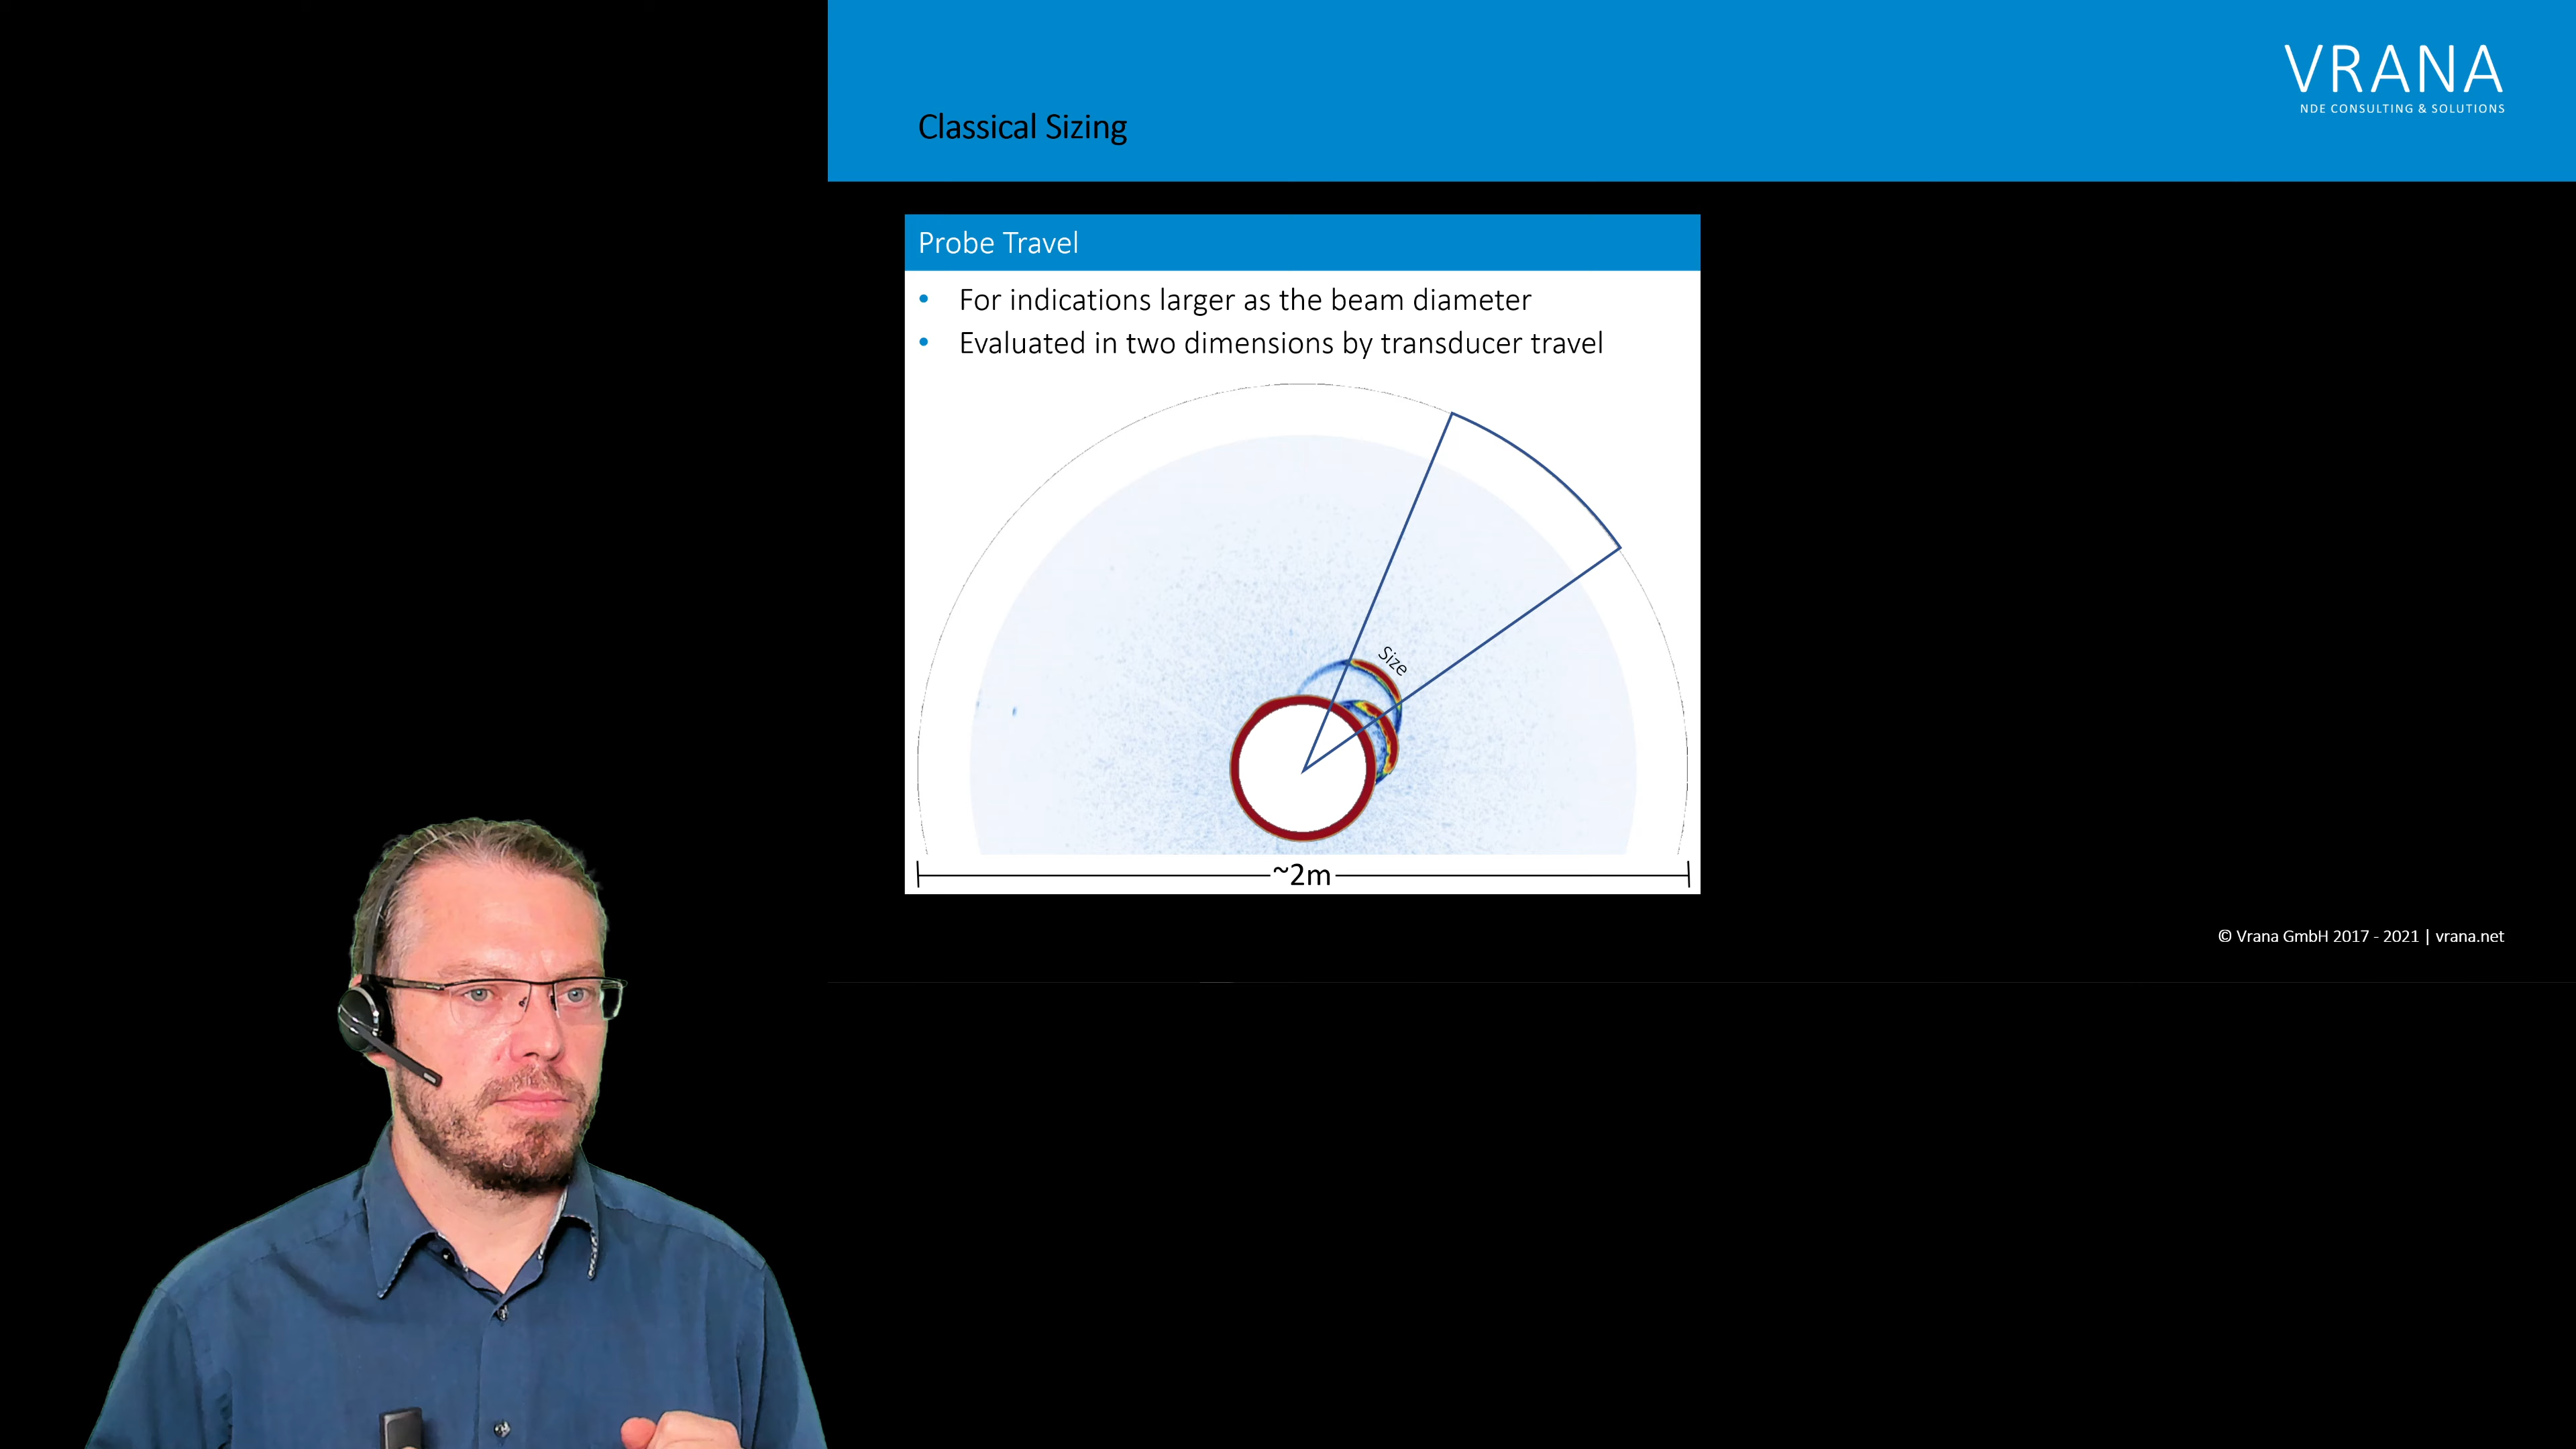 VRANA
NDE CONSULTING & SOLUTIONS
Classical Sizing
Probe Travel
• For indications larger as the beam diameter
• Evaluated in two dimensions by transducer travel
Size
~2m
© Vrana GmbH 2017 - 2021 | vrana.net